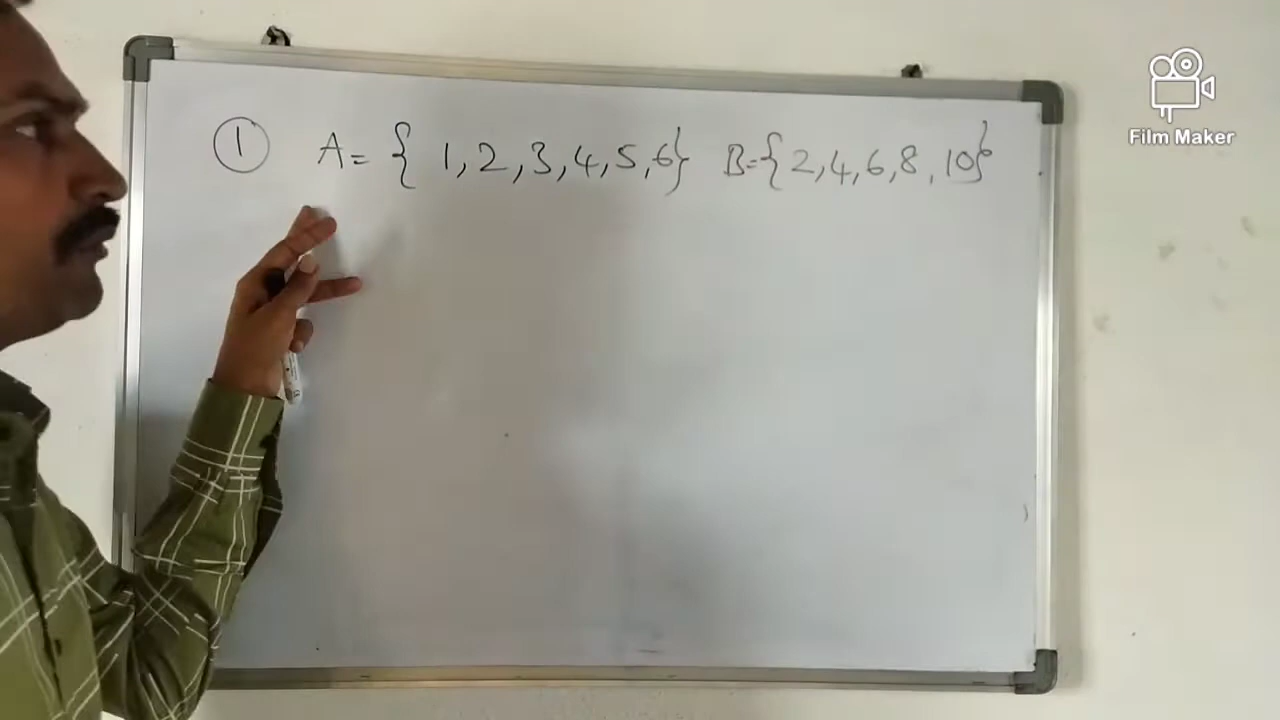 ① A = { 1, 2, 3, 4, 5, 6} B = { 2, 4, 6, 8, 10}
Film Maker